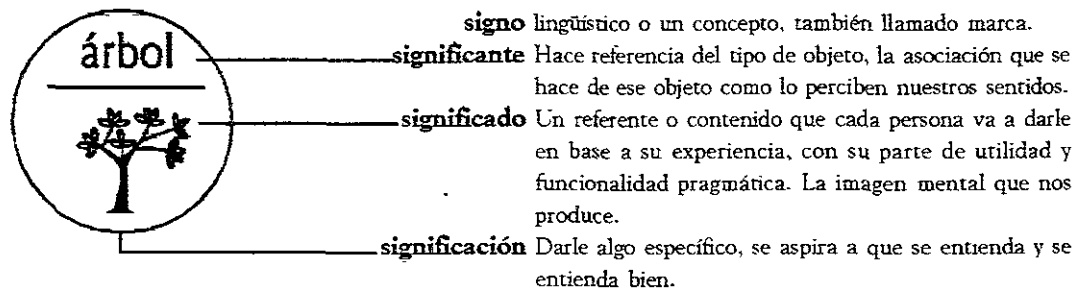 árbol
signo lingüístico o un concepto, también llamado marca.
significante Hace referencia del tipo de objeto, la asociación que se
hace de ese objeto como lo perciben nuestros sentidos.
significado Un referente o contenido que cada persona va a darle
en base a su experiencia, con su parte de utilidad y
funcionalidad pragmática. La imagen mental que nos
produce.
significación Darle algo específico, se aspira a que se entienda y se
entienda bien.